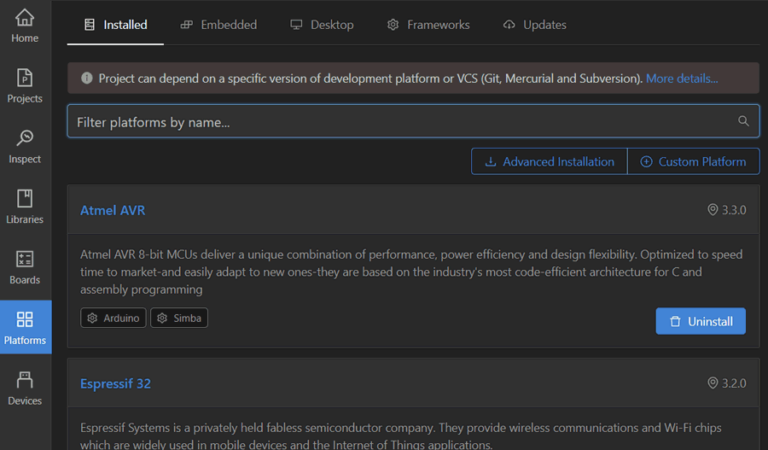 Home
Projects
Inspect
Libraries
Boards
Platforms
Devices
Installed
Embedded
Desktop
Frameworks
Updates
Project can depend on a specific version of development platform or VCS (Git, Mercurial and Subversion). More details...
Filter platforms by name...
Advanced Installation
Custom Platform
Atmel AVR
3.3.0
Atmel AVR 8-bit MCUs deliver a unique combination of performance, power efficiency and design flexibility. Optimized to speed
time to market-and easily adapt to new ones-they are based on the industry's most code-efficient architecture for C and
assembly programming
Arduino
Simba
Uninstall
Espressif 32
3.2.0
Espressif Systems is a privately held fabless semiconductor company. They provide wireless communications and Wi-Fi chips
which are widely used in mobile devices and the Internet of Things applications.